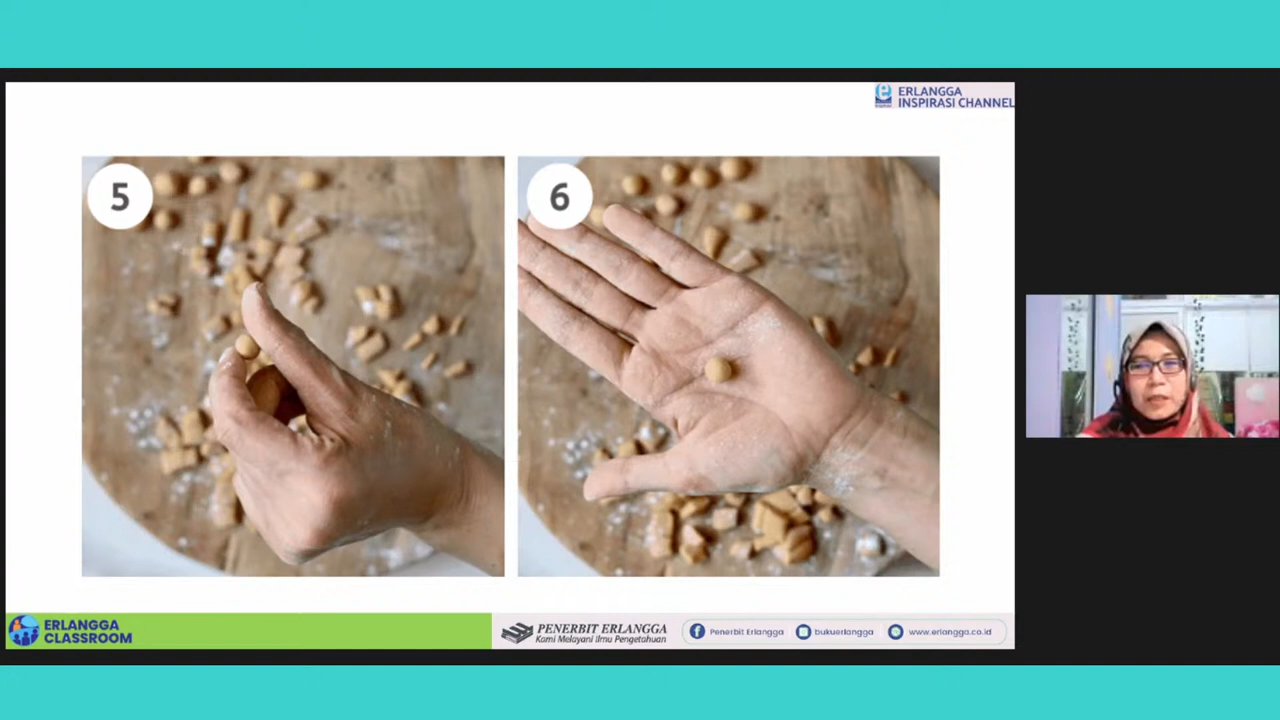 ERLANGGA
INSPIRASI CHANNEL
5
6
ERLANGGA
CLASSROOM
PENERBIT ERLANGGA
Kami Melayani Ilmu Pengetahuan
Penerbit Erlangga
bukuerlangga
www.erlangga.co.id